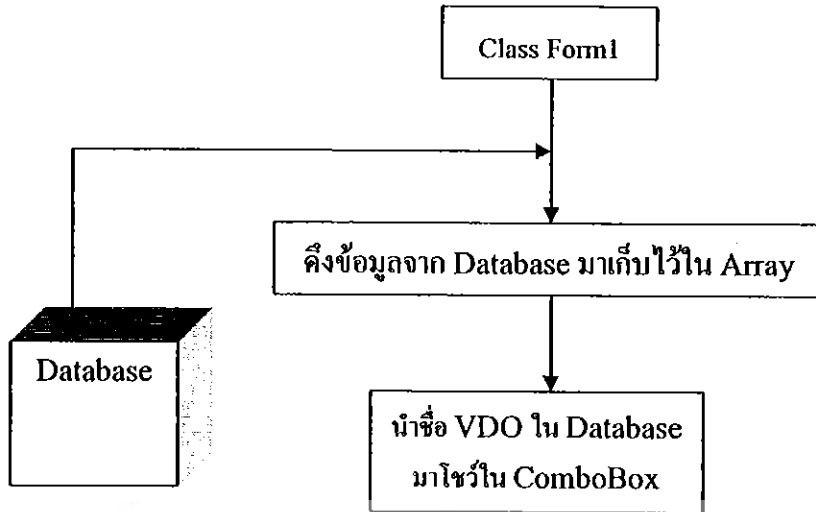 Class Form1
ดึงข้อมูลจาก Database มาเก็บไว้ใน Array
Database
นำชื่อ VDO ใน Database
มาโชว์ใน ComboBox